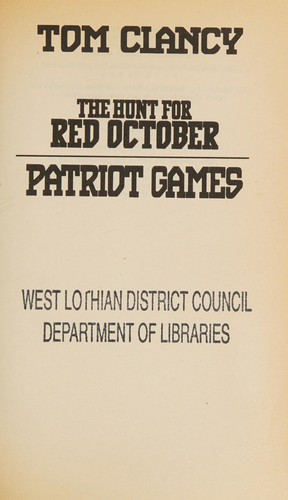 TOM CLANCY
THE HUNT FOR
RED OCTOBER
PATRIOT GAMES
WEST LOTHIAN DISTRICT COUNCIL
DEPARTMENT OF LIBRARIES